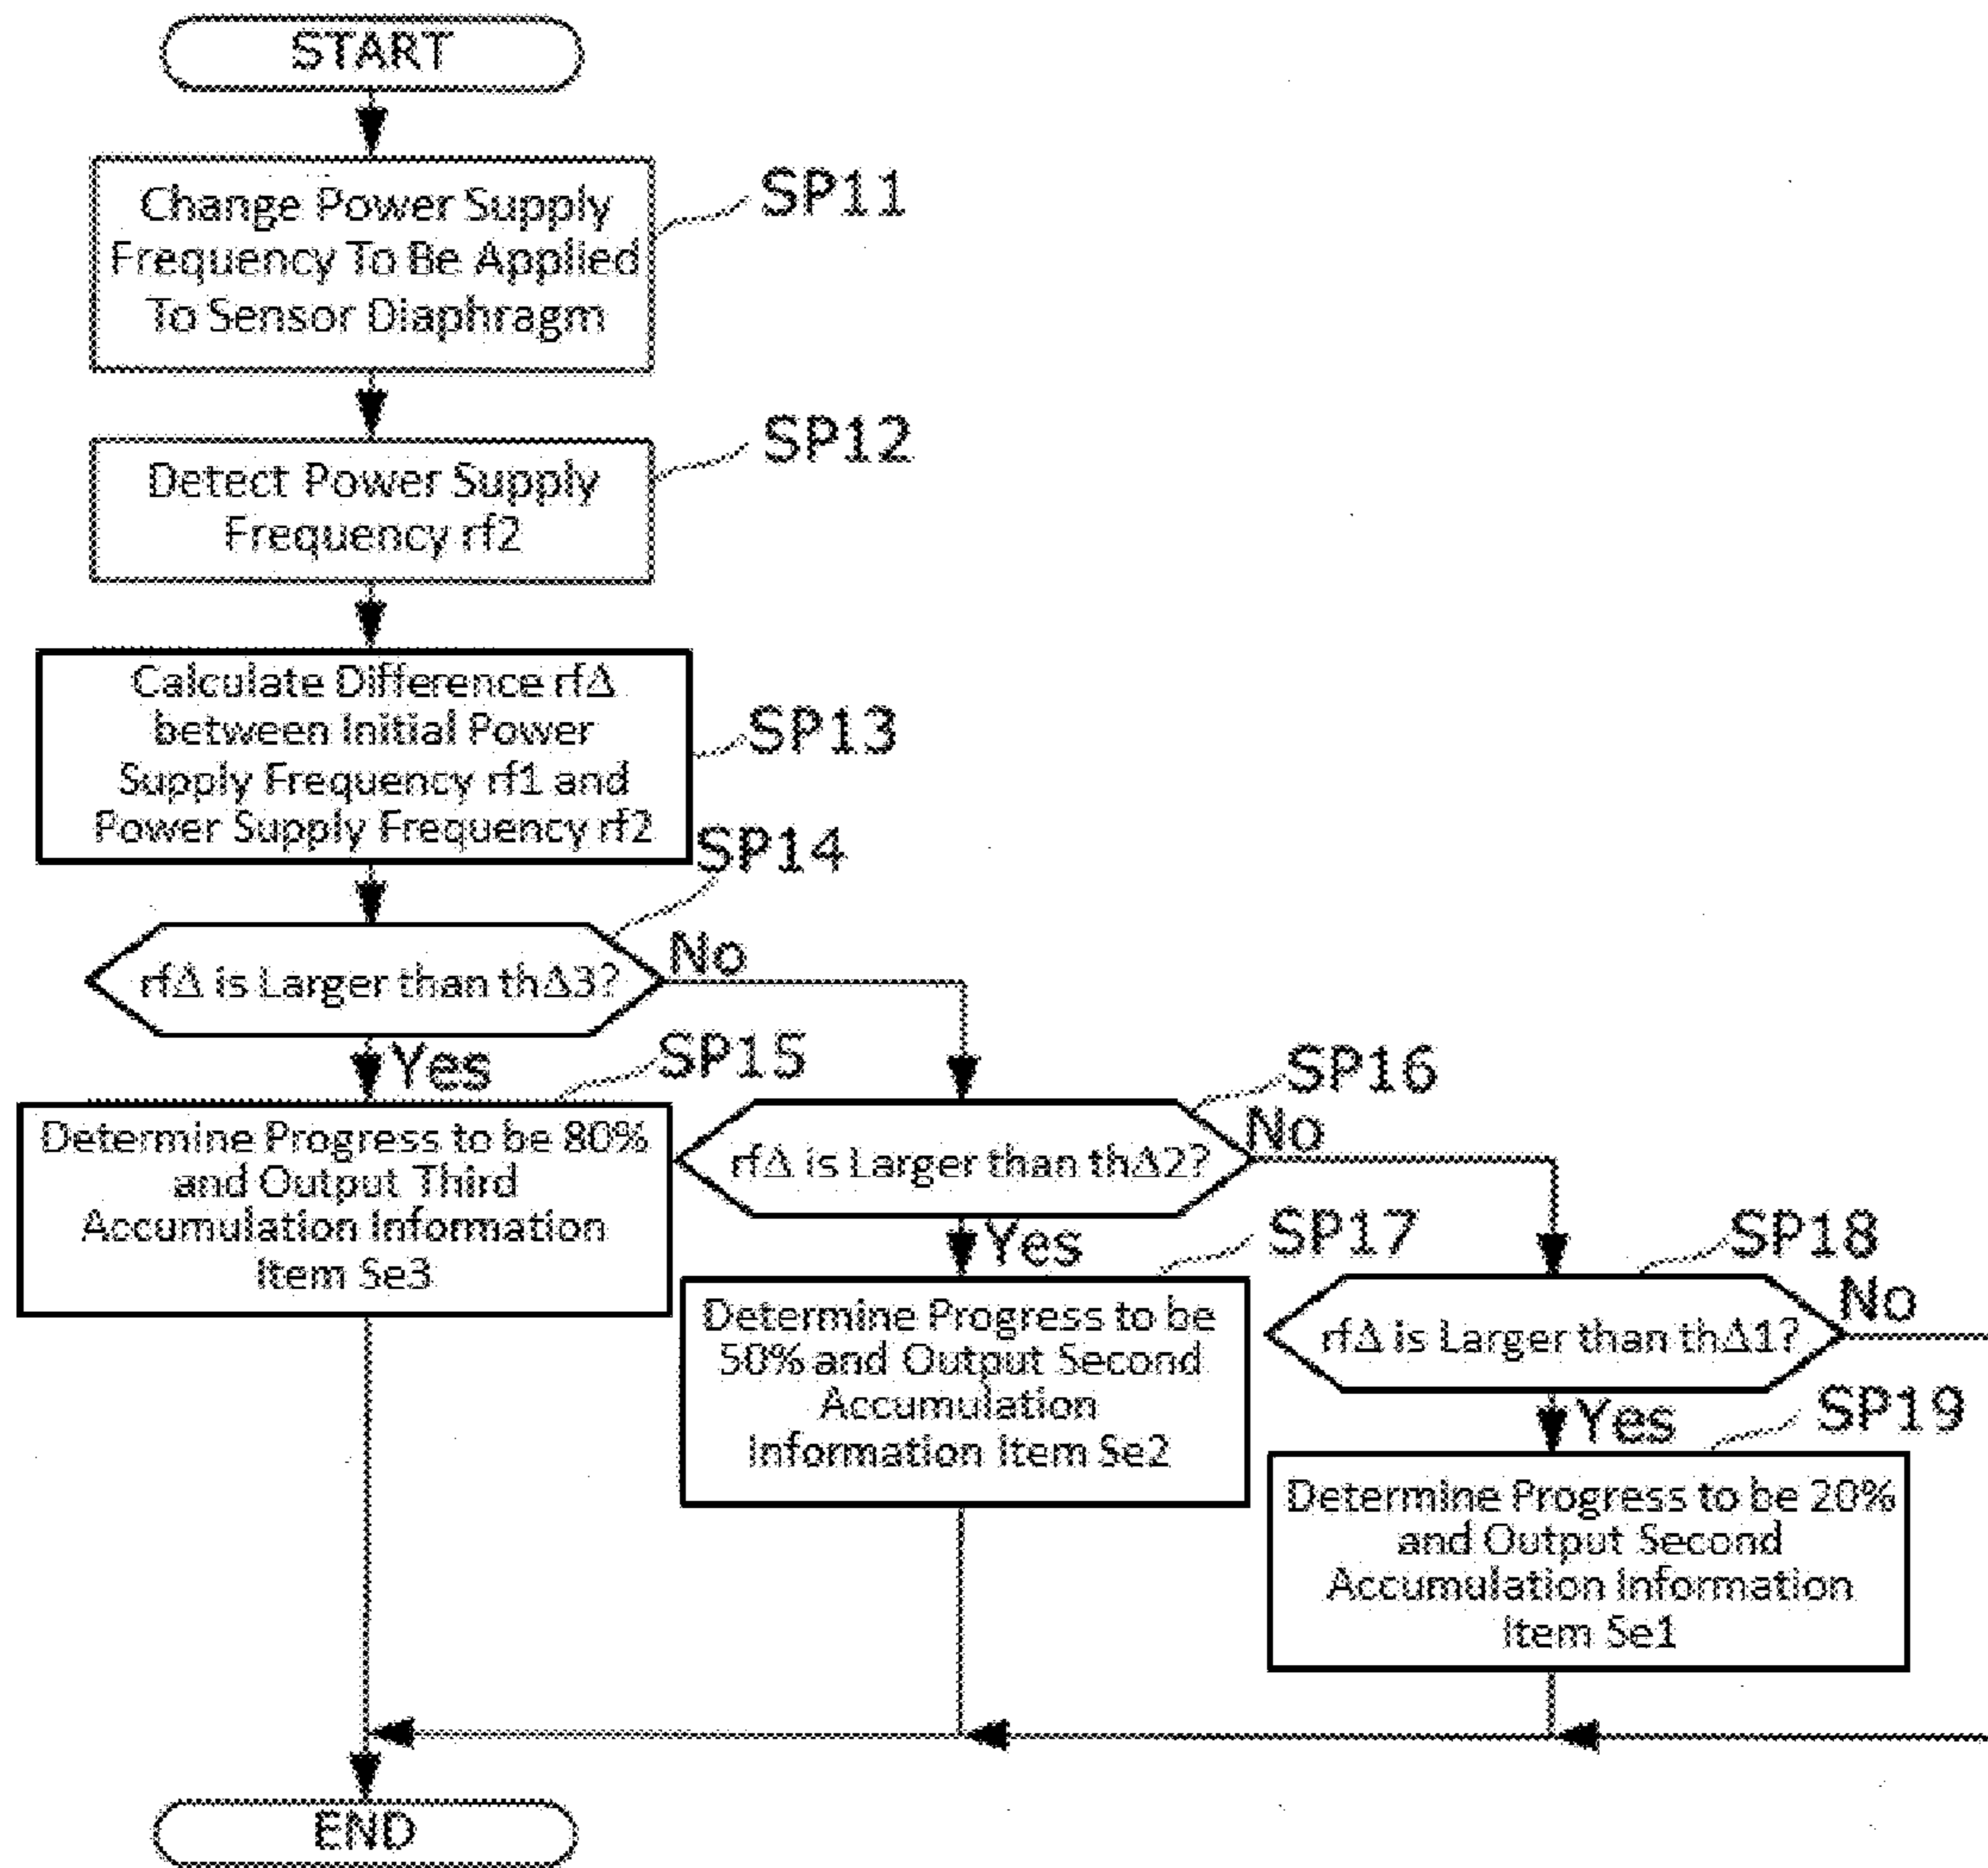 START
Change Power Supply
Frequency To Be Applied
To Sensor Diaphragm
SP11
Detect Power Supply
Frequency rf2
SP12
Calculate Difference rfΔ
between Initial Power
Supply Frequency rf1 and
Power Supply Frequency rf2
SP13
SP14
rfΔ is Larger than thΔ3?
No
Yes
SP15
Determine Progress to be 80%
and Output Third
Accumulation Information
Item Se3
SP16
rfΔ is Larger than thΔ2?
No
Yes
SP17
Determine Progress to be
50% and Output Second
Accumulation
Information Item Se2
SP18
rfΔ is Larger than thΔ1?
No
Yes
SP19
Determine Progress to be 20%
and Output Second
Accumulation Information
Item Se1
END